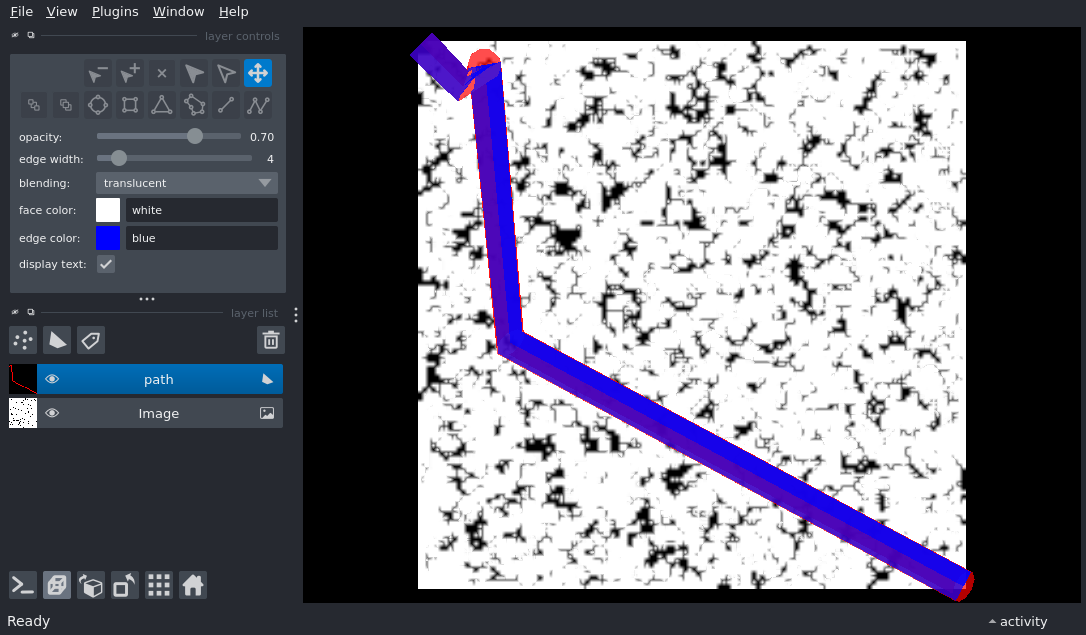 File View Plugins Window Help
layer controls
opacity: 0.70
edge width: 4
blending: translucent
face color: white
edge color: blue
display text:
layer list
path
Image
Ready
activity